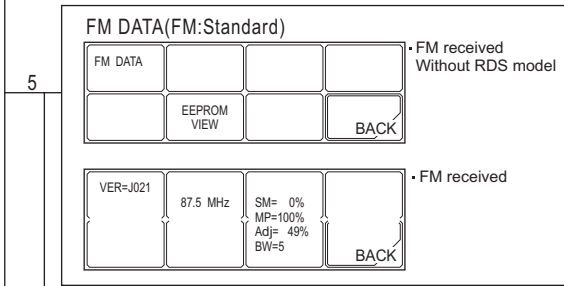 FM DATA(FM:Standard)
FM DATA
FM received
Without RDS model
5
EEPROM
VIEW
BACK
FM received
VER=J021
87.5 MHz
SM= 0%
MP=100%
Adj= 49%
BW=5
BACK